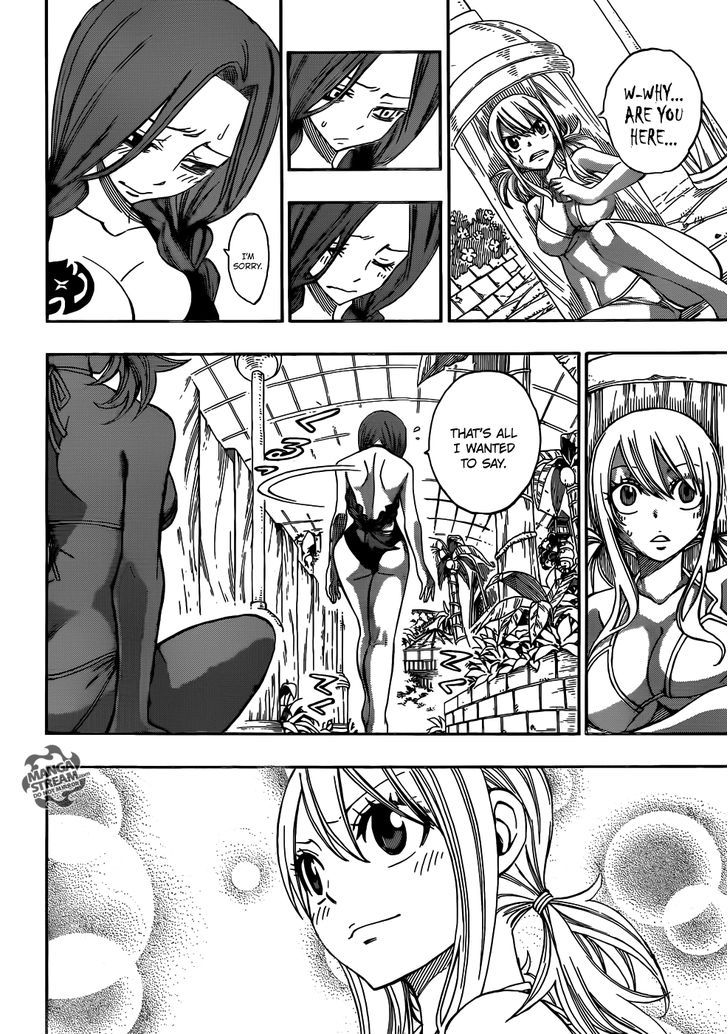 W-WHY...
ARE YOU
HERE...
I'M
SORRY.
THAT'S ALL
I WANTED
TO SAY.
MANGA
STREAM